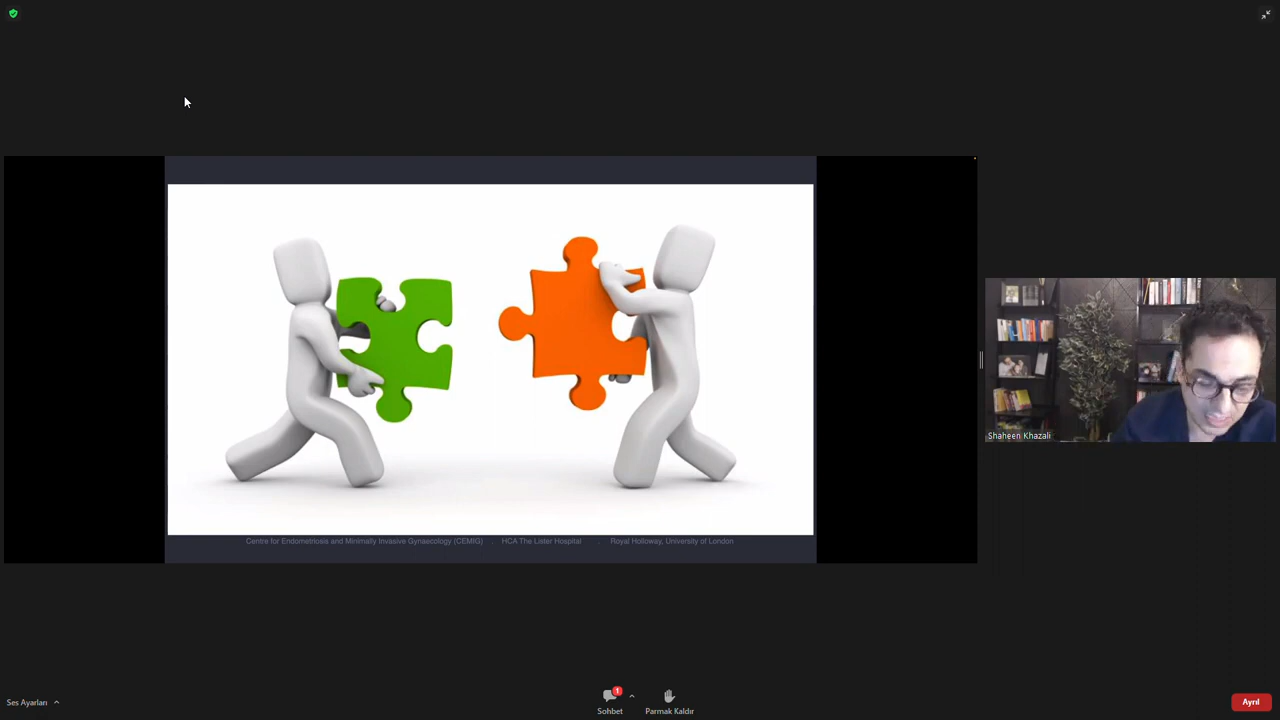 Centre for Endometriosis and Minimally Invasive Gynaecology (CEMIG) . HCA The Lister Hospital . Royal Holloway, University of London
Shaheen Khazali
Ses Ayarları
1
Sohbet
Parmak Kaldır
Ayrıl